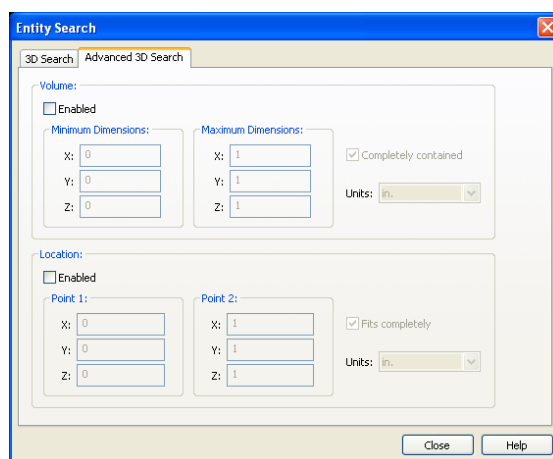 Entity Search
3D Search Advanced 3D Search
Volume:
Enabled
Minimum Dimensions: Maximum Dimensions:
X: 0 X: 1 Completely contained
Y: 0 Y: 1
Units: in.
Z: 0 Z: 1
Location:
Enabled
Point 1: Point 2:
X: 0 X: 1 Fits completely
Y: 0 Y: 1
Units: in.
Z: 0 Z: 1
Close Help